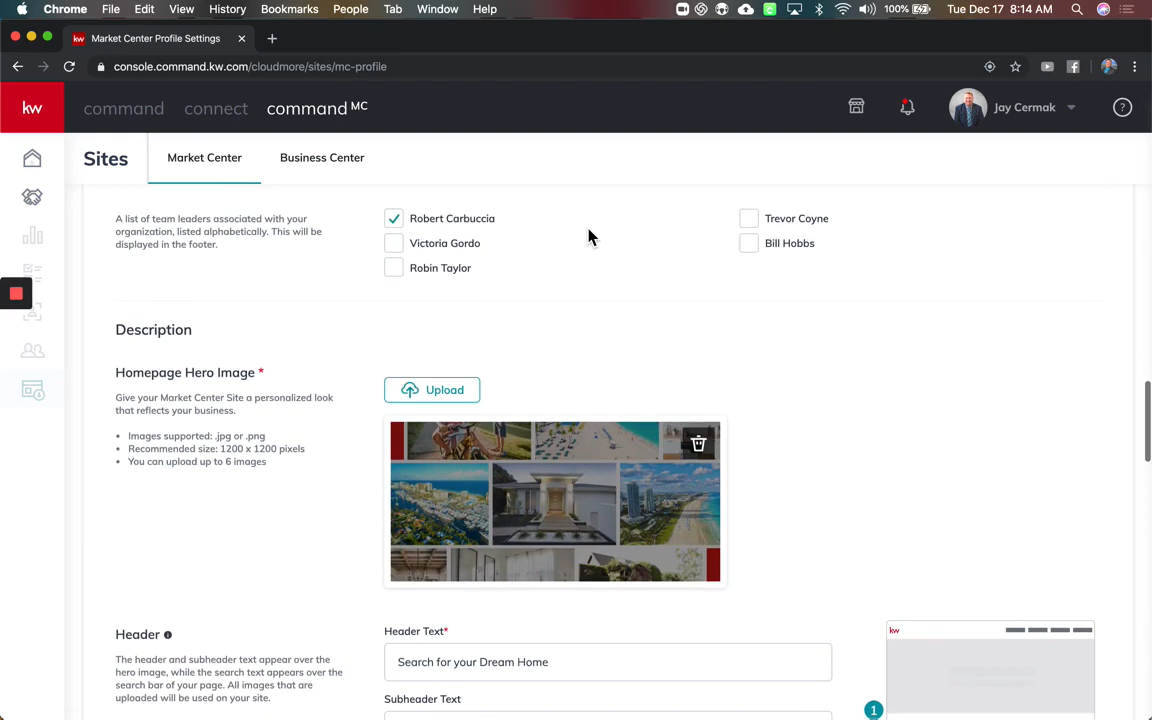 Chrome File Edit View History Bookmarks People Tab Window Help 100% Tue Dec 17 8:14 AM
kw Market Center Profile Settings
console.command.kw.com/cloudmore/sites/mc-profile
kw command connect command MC Jay Cermak
Sites Market Center Business Center
A list of team leaders associated with your
organization, listed alphabetically. This will be
displayed in the footer.
Robert Carbuccia Trevor Coyne
Victoria Gordo Bill Hobbs
Robin Taylor
Description
Homepage Hero Image *
Upload
Give your Market Center Site a personalized look
that reflects your business.
• Images supported: .jpg or .png
• Recommended size: 1200 x 1200 pixels
• You can upload up to 6 images
Header
Header Text*
kw
The header and subheader text appear over the
hero image, while the search text appears over the
search bar of your page. All images that are
uploaded will be used on your site.
Search for your Dream Home
Subheader Text
1